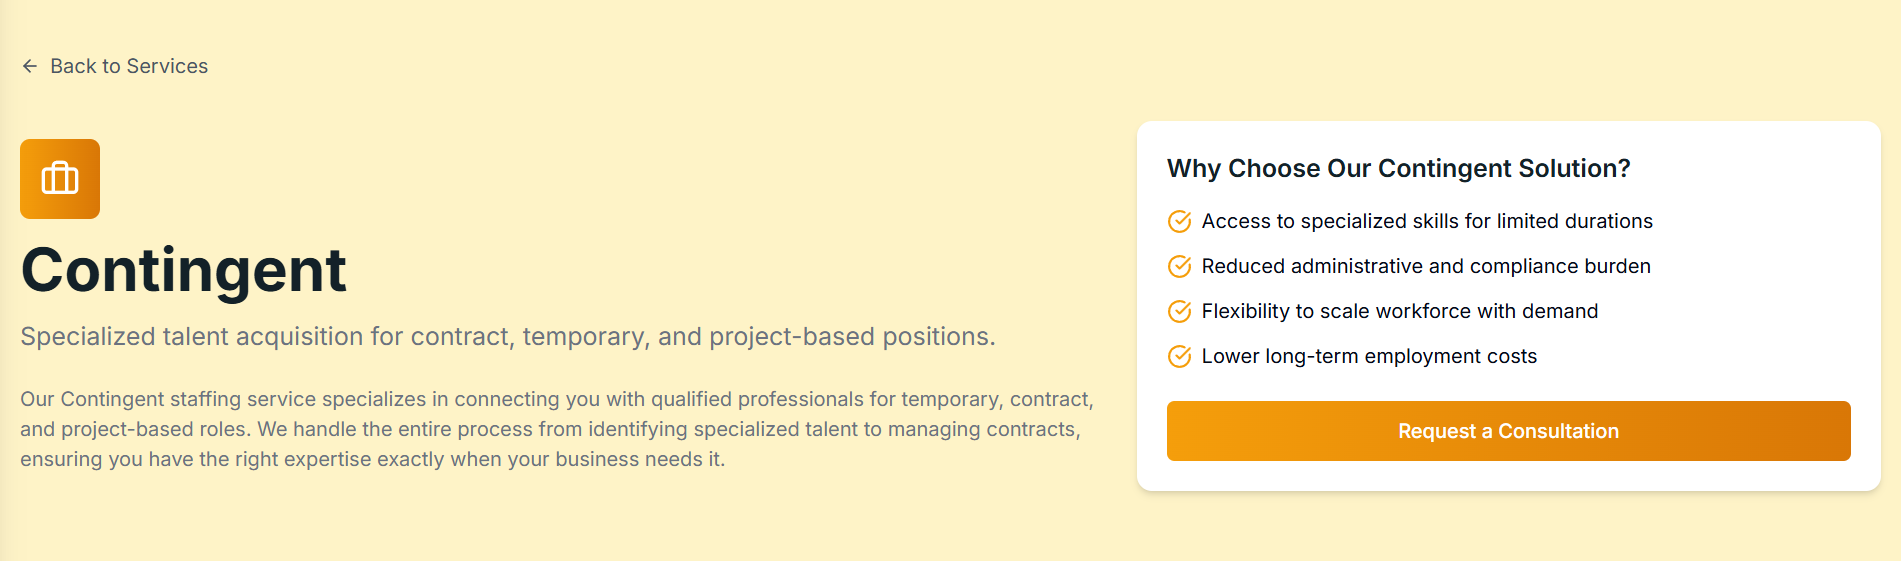 Back to Services
Contingent
Specialized talent acquisition for contract, temporary, and project-based positions.
Our Contingent staffing service specializes in connecting you with qualified professionals for temporary, contract,
and project-based roles. We handle the entire process from identifying specialized talent to managing contracts,
ensuring you have the right expertise exactly when your business needs it.
Why Choose Our Contingent Solution?
Access to specialized skills for limited durations
Reduced administrative and compliance burden
Flexibility to scale workforce with demand
Lower long-term employment costs
Request a Consultation